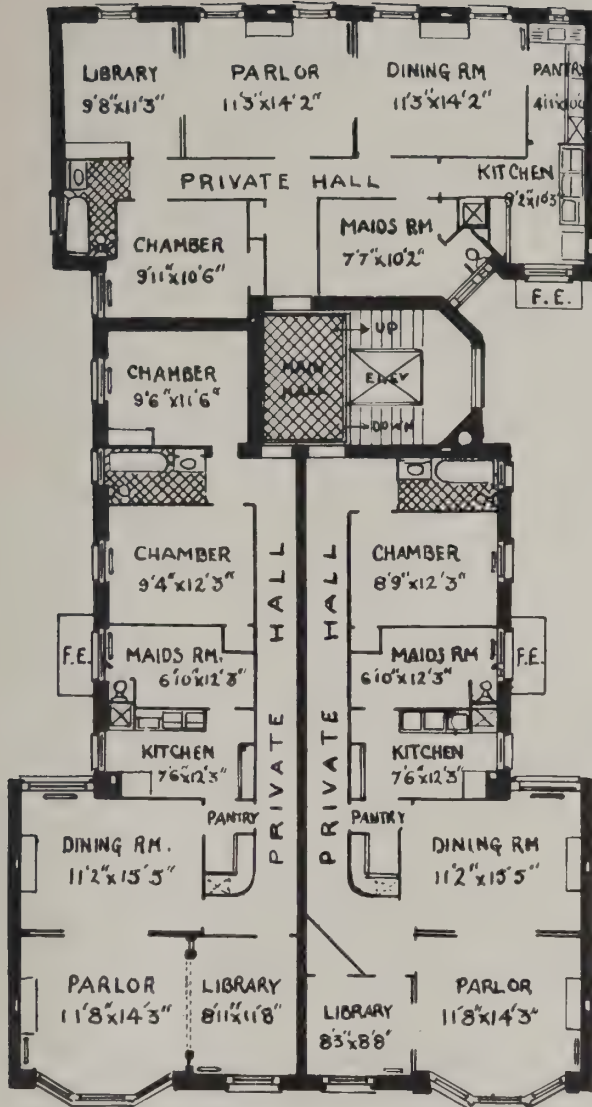 LIBRARY
9'8"x11'3"
PARLOR
11'3"x14'2"
DINING RM
11'3"x14'2"
PANTRY
PRIVATE HALL
KITCHEN
CHAMBER
9'11"x10'6"
MAIDS RM
7'7"x10'2"
F.E.
CHAMBER
9'6"x11'6"
MAIN
HALL
UP
DOWN
CHAMBER
9'4"x12'3"
PRIVATE HALL
PRIVATE HALL
CHAMBER
8'9"x12'3"
F.E.
MAIDS RM.
6'10"x12'3"
MAIDS RM
6'10"x12'3"
F.E.
KITCHEN
7'6"x12'3"
KITCHEN
7'6"x12'3"
PANTRY
PANTRY
DINING RM.
11'2"x15'5"
DINING RM
11'2"x15'5"
PARLOR
11'8"x14'3"
LIBRARY
8'11"x11'8"
LIBRARY
8'3"x8'8"
PARLOR
11'8"x14'3"